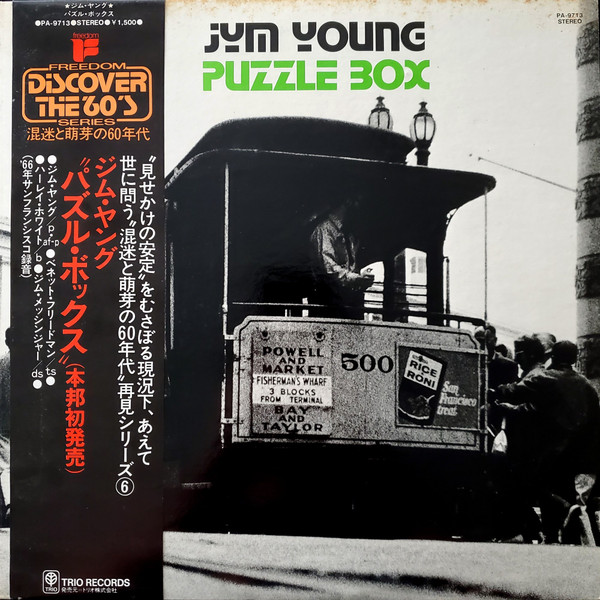 ★ジム・ヤング★
パズル・ボックス
●PA-9713●STEREO●¥1,500●
freedom
FREEDOM
DISCOVER
THE '60'S
SERIES
混迷と萌芽の60年代
“見せかけの安定”をむさぼる現況下、あえて
世に問う“混迷と萌芽の60年代”再見シリーズ⑥
ジム・ヤング
“パズル・ボックス”(本邦初発売)
●ジム・ヤング/p,af-p●ベネット・フリードマン/ts●
●ハーレイ・ホワイト/b●ジム・メッシンジャー/ds●
(66年サンフランシスコ録音)
TRIO
TRIO RECORDS
発売元=トリオ株式会社
JYM YOUNG
PUZZLE BOX
PA-9713
STEREO
POWELL
AND
MARKET
FISHERMAN'S WHARF
3 BLOCKS
FROM TERMINAL
BAY
AND
TAYLOR
500
RICE
RONI
San
Francisco
treat